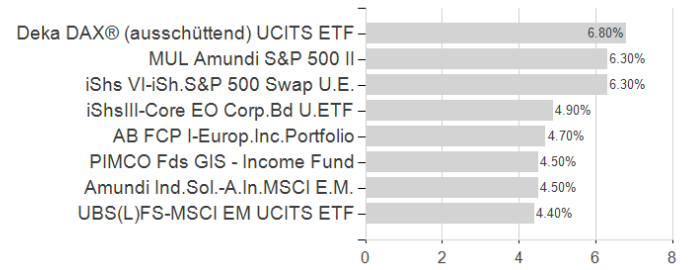 Deka DAX® (ausschüttend) UCITS ETF 6.80%
MUL Amundi S&P 500 II 6.30%
iShs VI-iSh.S&P 500 Swap U.E. 6.30%
iShsIII-Core EO Corp.Bd U.ETF 4.90%
AB FCP I-Europ.Inc.Portfolio 4.70%
PIMCO Fds GIS - Income Fund 4.50%
Amundi Ind.Sol.-A.In.MSCI E.M. 4.50%
UBS(L)FS-MSCI EM UCITS ETF 4.40%
0 2 4 6 8